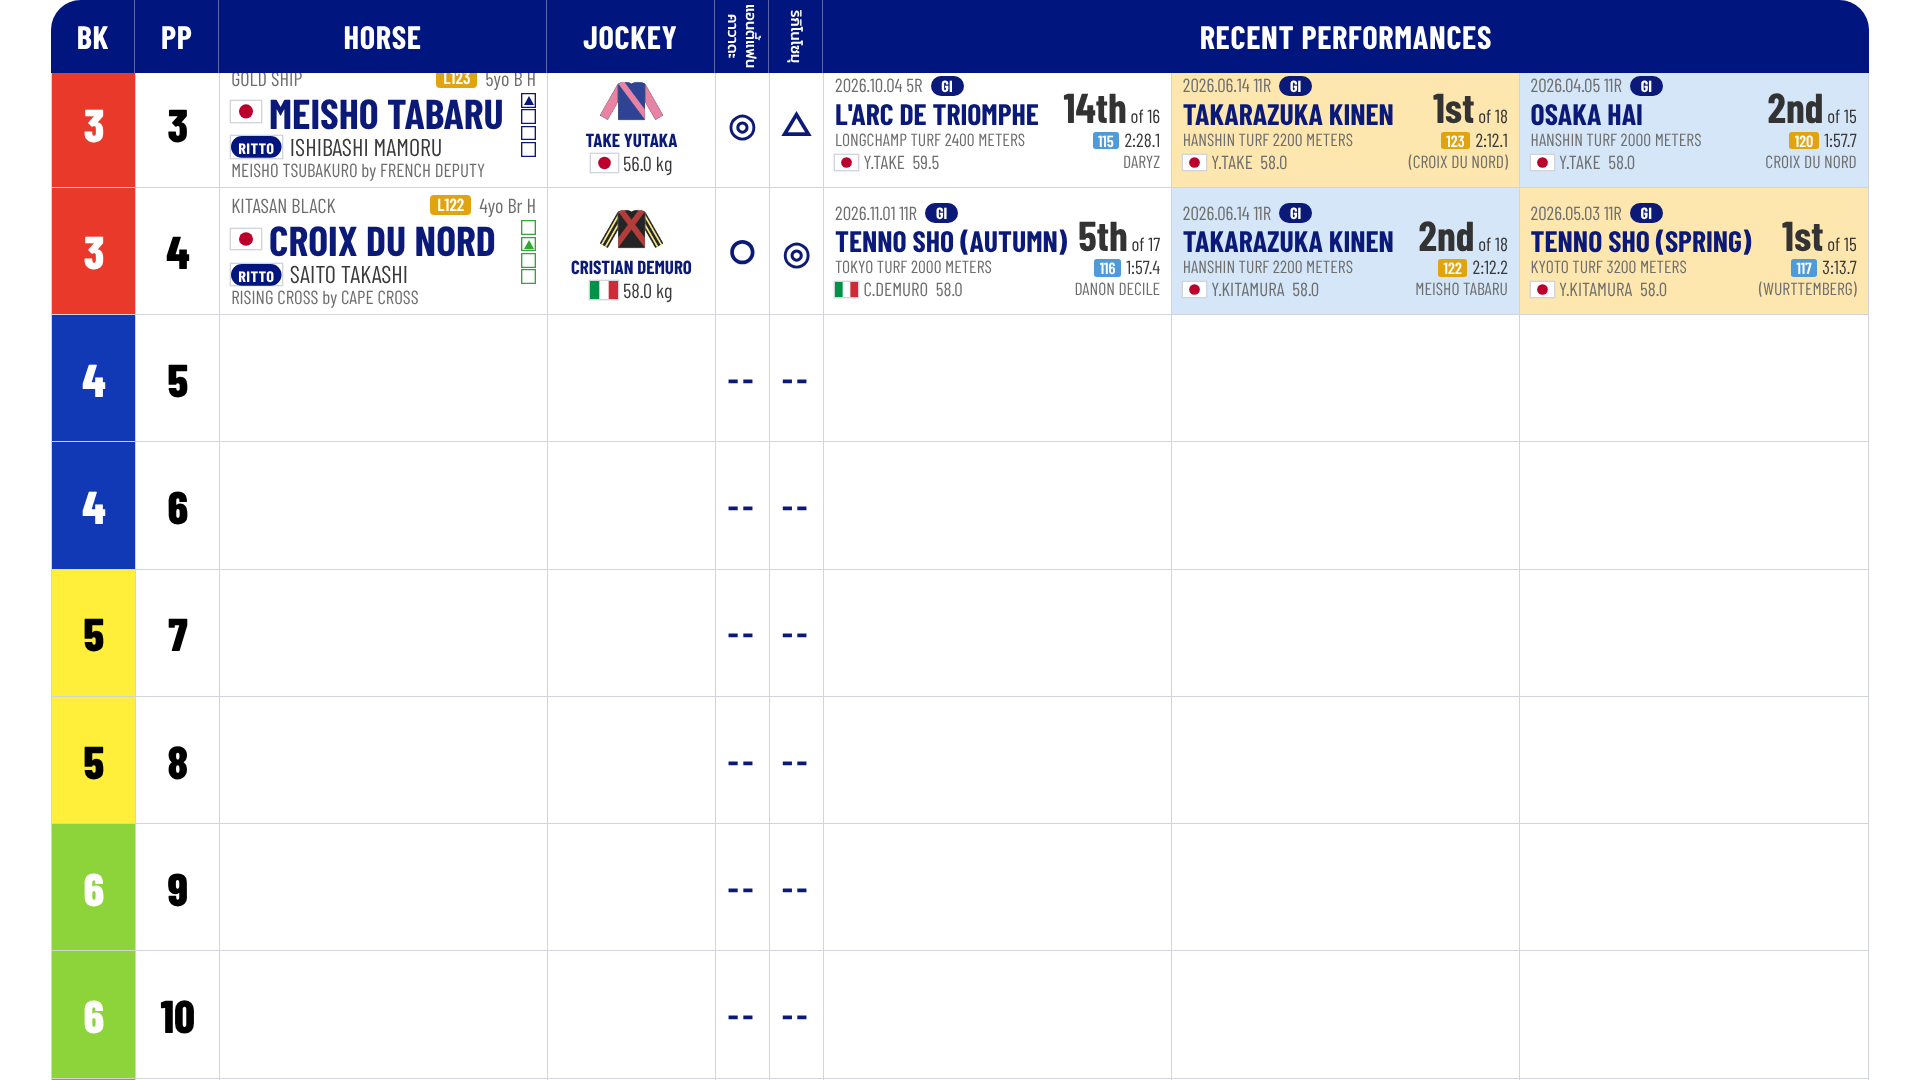 BK PP HORSE JOCKEY RECENT PERFORMANCES
3 3
GOLD SHIP L123 5yo B H
MEISHO TABARU
RITTO ISHIBASHI MAMORU
MEISHO TSUBAKURO by FRENCH DEPUTY
TAKE YUTAKA
56.0 kg
◎ △
2026.10.04 5R GI
L'ARC DE TRIOMPHE 14th of 16
LONGCHAMP TURF 2400 METERS 115 2:28.1
Y.TAKE 59.5 DARYZ
2026.06.14 11R GI
TAKARAZUKA KINEN 1st of 18
HANSHIN TURF 2200 METERS 123 2:12.1
Y.TAKE 58.0 (CROIX DU NORD)
2026.04.05 11R GI
OSAKA HAI 2nd of 15
HANSHIN TURF 2000 METERS 120 1:57.7
Y.TAKE 58.0 CROIX DU NORD
3 4
KITASAN BLACK L122 4yo Br H
CROIX DU NORD
RITTO SAITO TAKASHI
RISING CROSS by CAPE CROSS
CRISTIAN DEMURO
58.0 kg
○ ◎
2026.11.01 11R GI
TENNO SHO (AUTUMN) 5th of 17
TOKYO TURF 2000 METERS 116 1:57.4
C.DEMURO 58.0 DANON DECILE
2026.06.14 11R GI
TAKARAZUKA KINEN 2nd of 18
HANSHIN TURF 2200 METERS 122 2:12.2
Y.KITAMURA 58.0 MEISHO TABARU
2026.05.03 11R GI
TENNO SHO (SPRING) 1st of 15
KYOTO TURF 3200 METERS 117 3:13.7
Y.KITAMURA 58.0 (WURTTEMBERG)
4 5 -- --
4 6 -- --
5 7 -- --
5 8 -- --
6 9 -- --
6 10 -- --